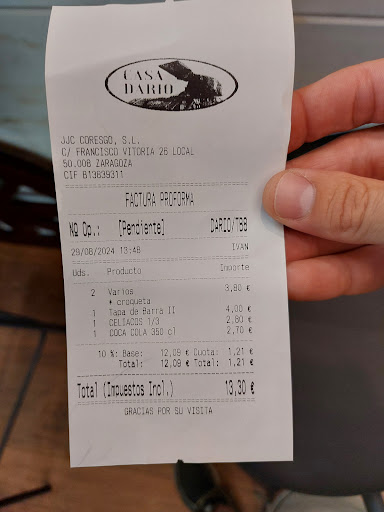 CASA
DARIO
JJC CORESGO, S.L.
C/ FRANCISCO VITORIA 26 LOCAL
50.008 ZARAGOZA
CIF B13639311
FACTURA PROFORMA
Nº Op.: [Pendiente] DARIO/TBB
29/08/2024 13:48 IVAN
Uds. Producto Importe
2 Varios 3,80 €
* croqueta
1 Tapa de Barra II 4,00 €
1 CELIACOS 1/3 2,80 €
1 COCA COLA 350 cl 2,70 €
10 %: Base: 12,09 € Cuota: 1,21 €
Total: 12,09 € Total: 1,21 €
Total (Impuestos Incl.) 13,30 €
GRACIAS POR SU VISITA